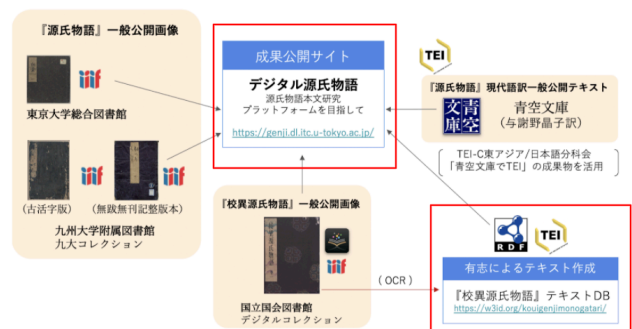 『源氏物語』一般公開画像
東京大学総合図書館
(古活字版)
(無跋無刊記整版本)
九州大学附属図書館
九大コレクション
成果公開サイト
デジタル源氏物語
源氏物語本文研究
プラットフォームを目指して
https://genji.dl.itc.u-tokyo.ac.jp/
TEI
『源氏物語』現代語訳一般公開テキスト
青空文庫
青空文庫
(与謝野晶子訳)
TEI-C東アジア/日本語分科会
「青空文庫でTEI」の成果物を活用
『校異源氏物語』一般公開画像
国立国会図書館
デジタルコレクション
(OCR)
RDF
TEI
有志によるテキスト作成
『校異源氏物語』テキストDB
https://w3id.org/kouigenjimonogatari/